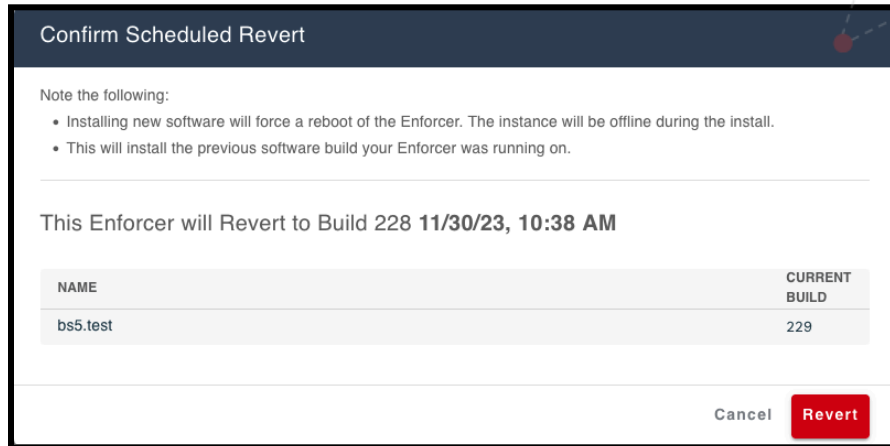 Confirm Scheduled Revert
Note the following:
• Installing new software will force a reboot of the Enforcer. The instance will be offline during the install.
• This will install the previous software build your Enforcer was running on.
This Enforcer will Revert to Build 228 11/30/23, 10:38 AM
NAME CURRENT
BUILD
bs5.test 229
Cancel Revert